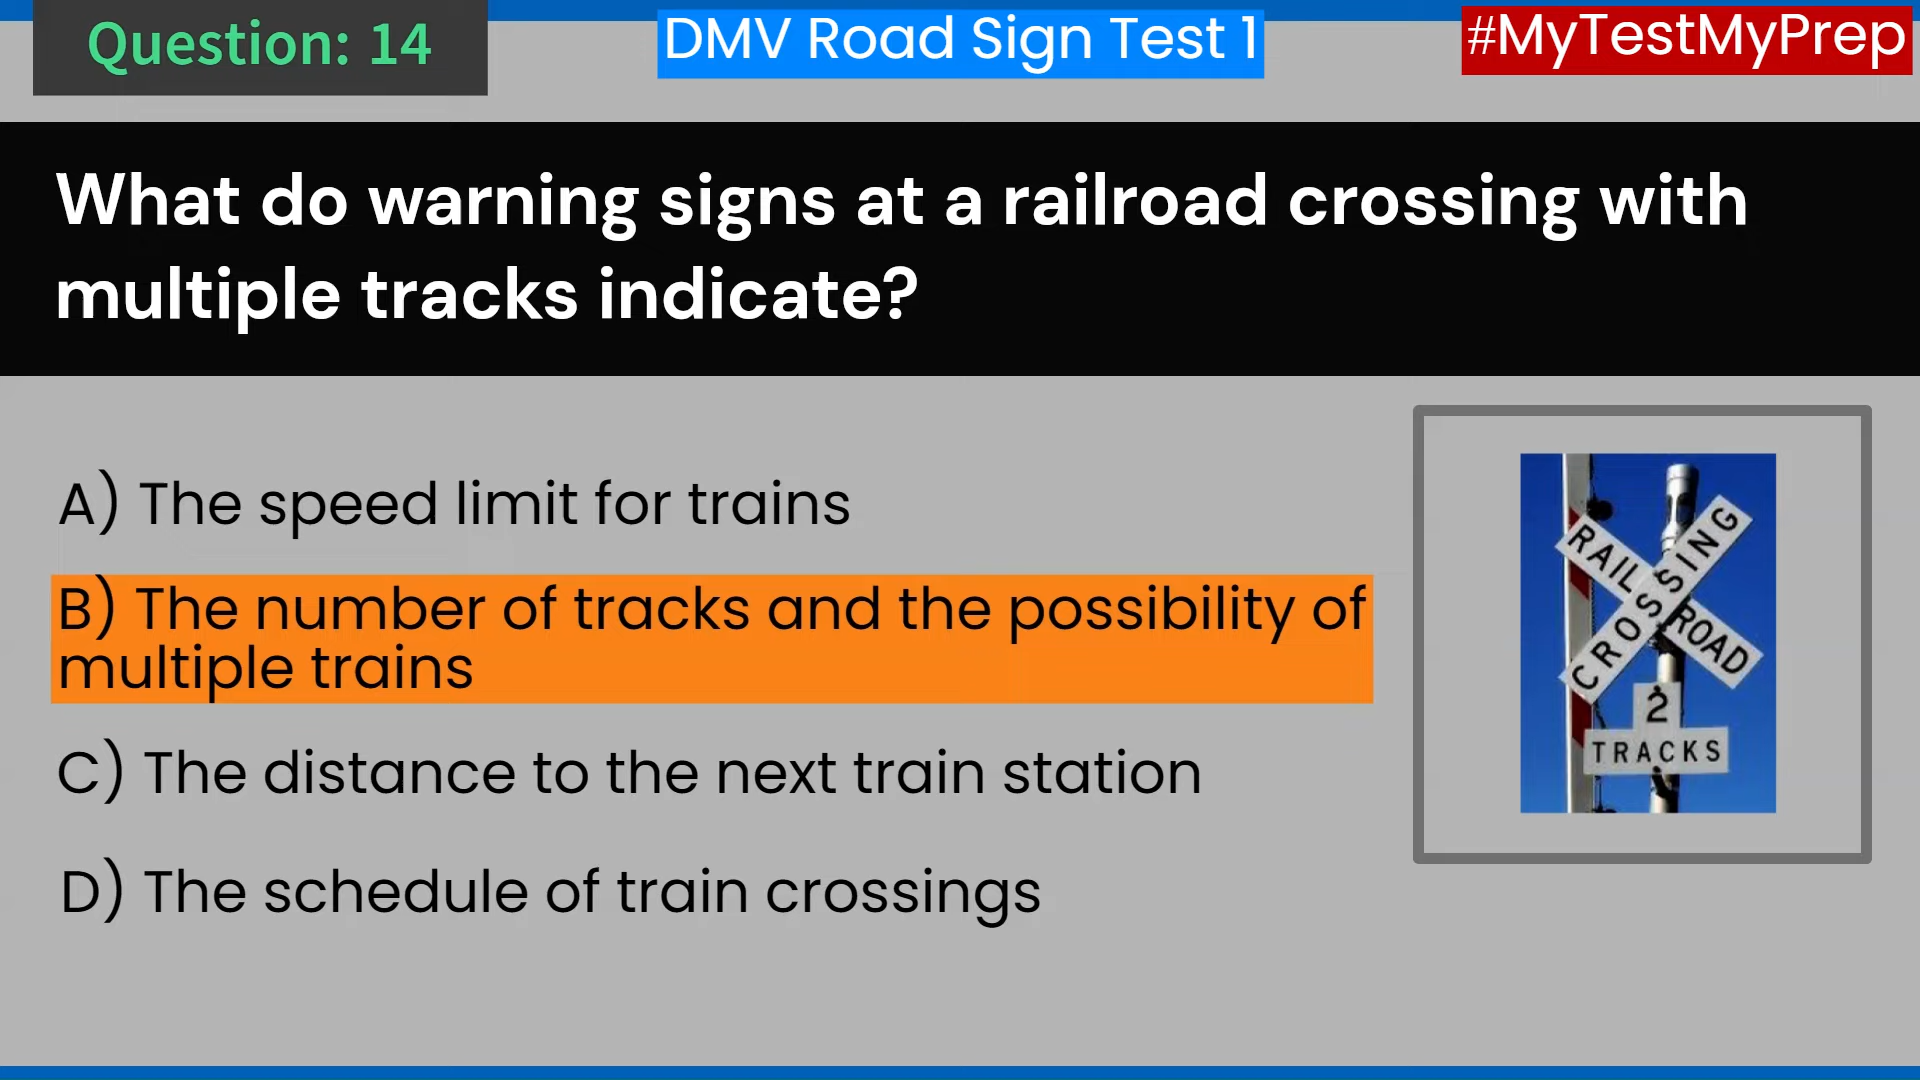 Question: 14
DMV Road Sign Test 1
#MyTestMyPrep
What do warning signs at a railroad crossing with
multiple tracks indicate?
A) The speed limit for trains
B) The number of tracks and the possibility of
multiple trains
C) The distance to the next train station
D) The schedule of train crossings
RAILROAD
CROSSING
2
TRACKS